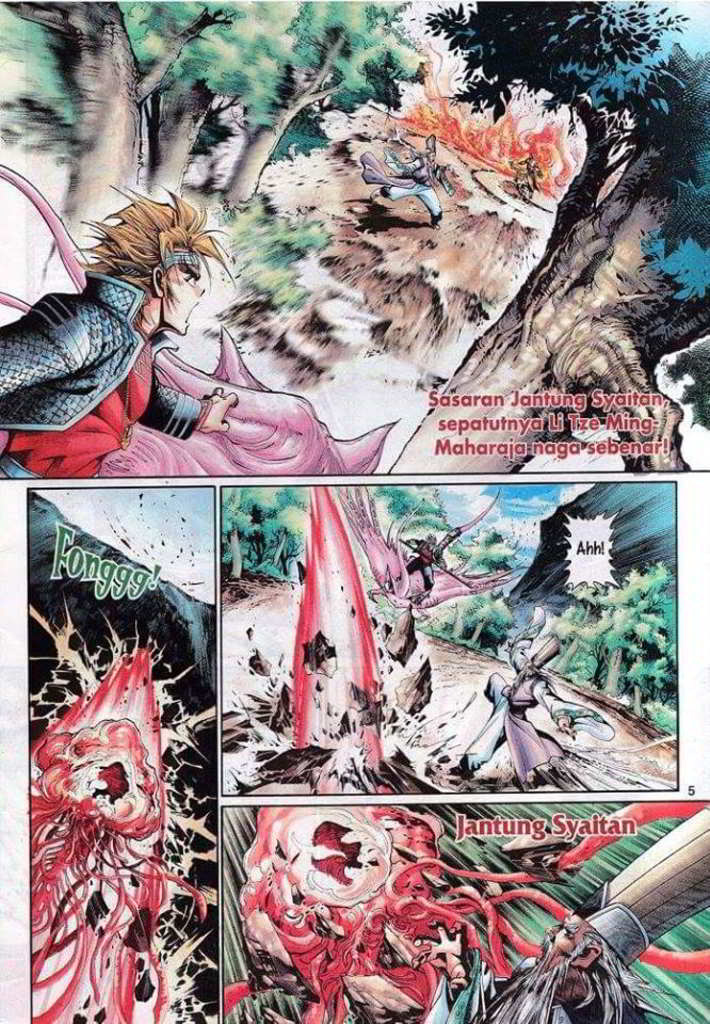 Sasaran Jantung Syaitan,
sepatutnya Li Tze Ming-
Maharaja naga sebenar!
Fonggg!
Ahh!
5
Jantung Syaitan